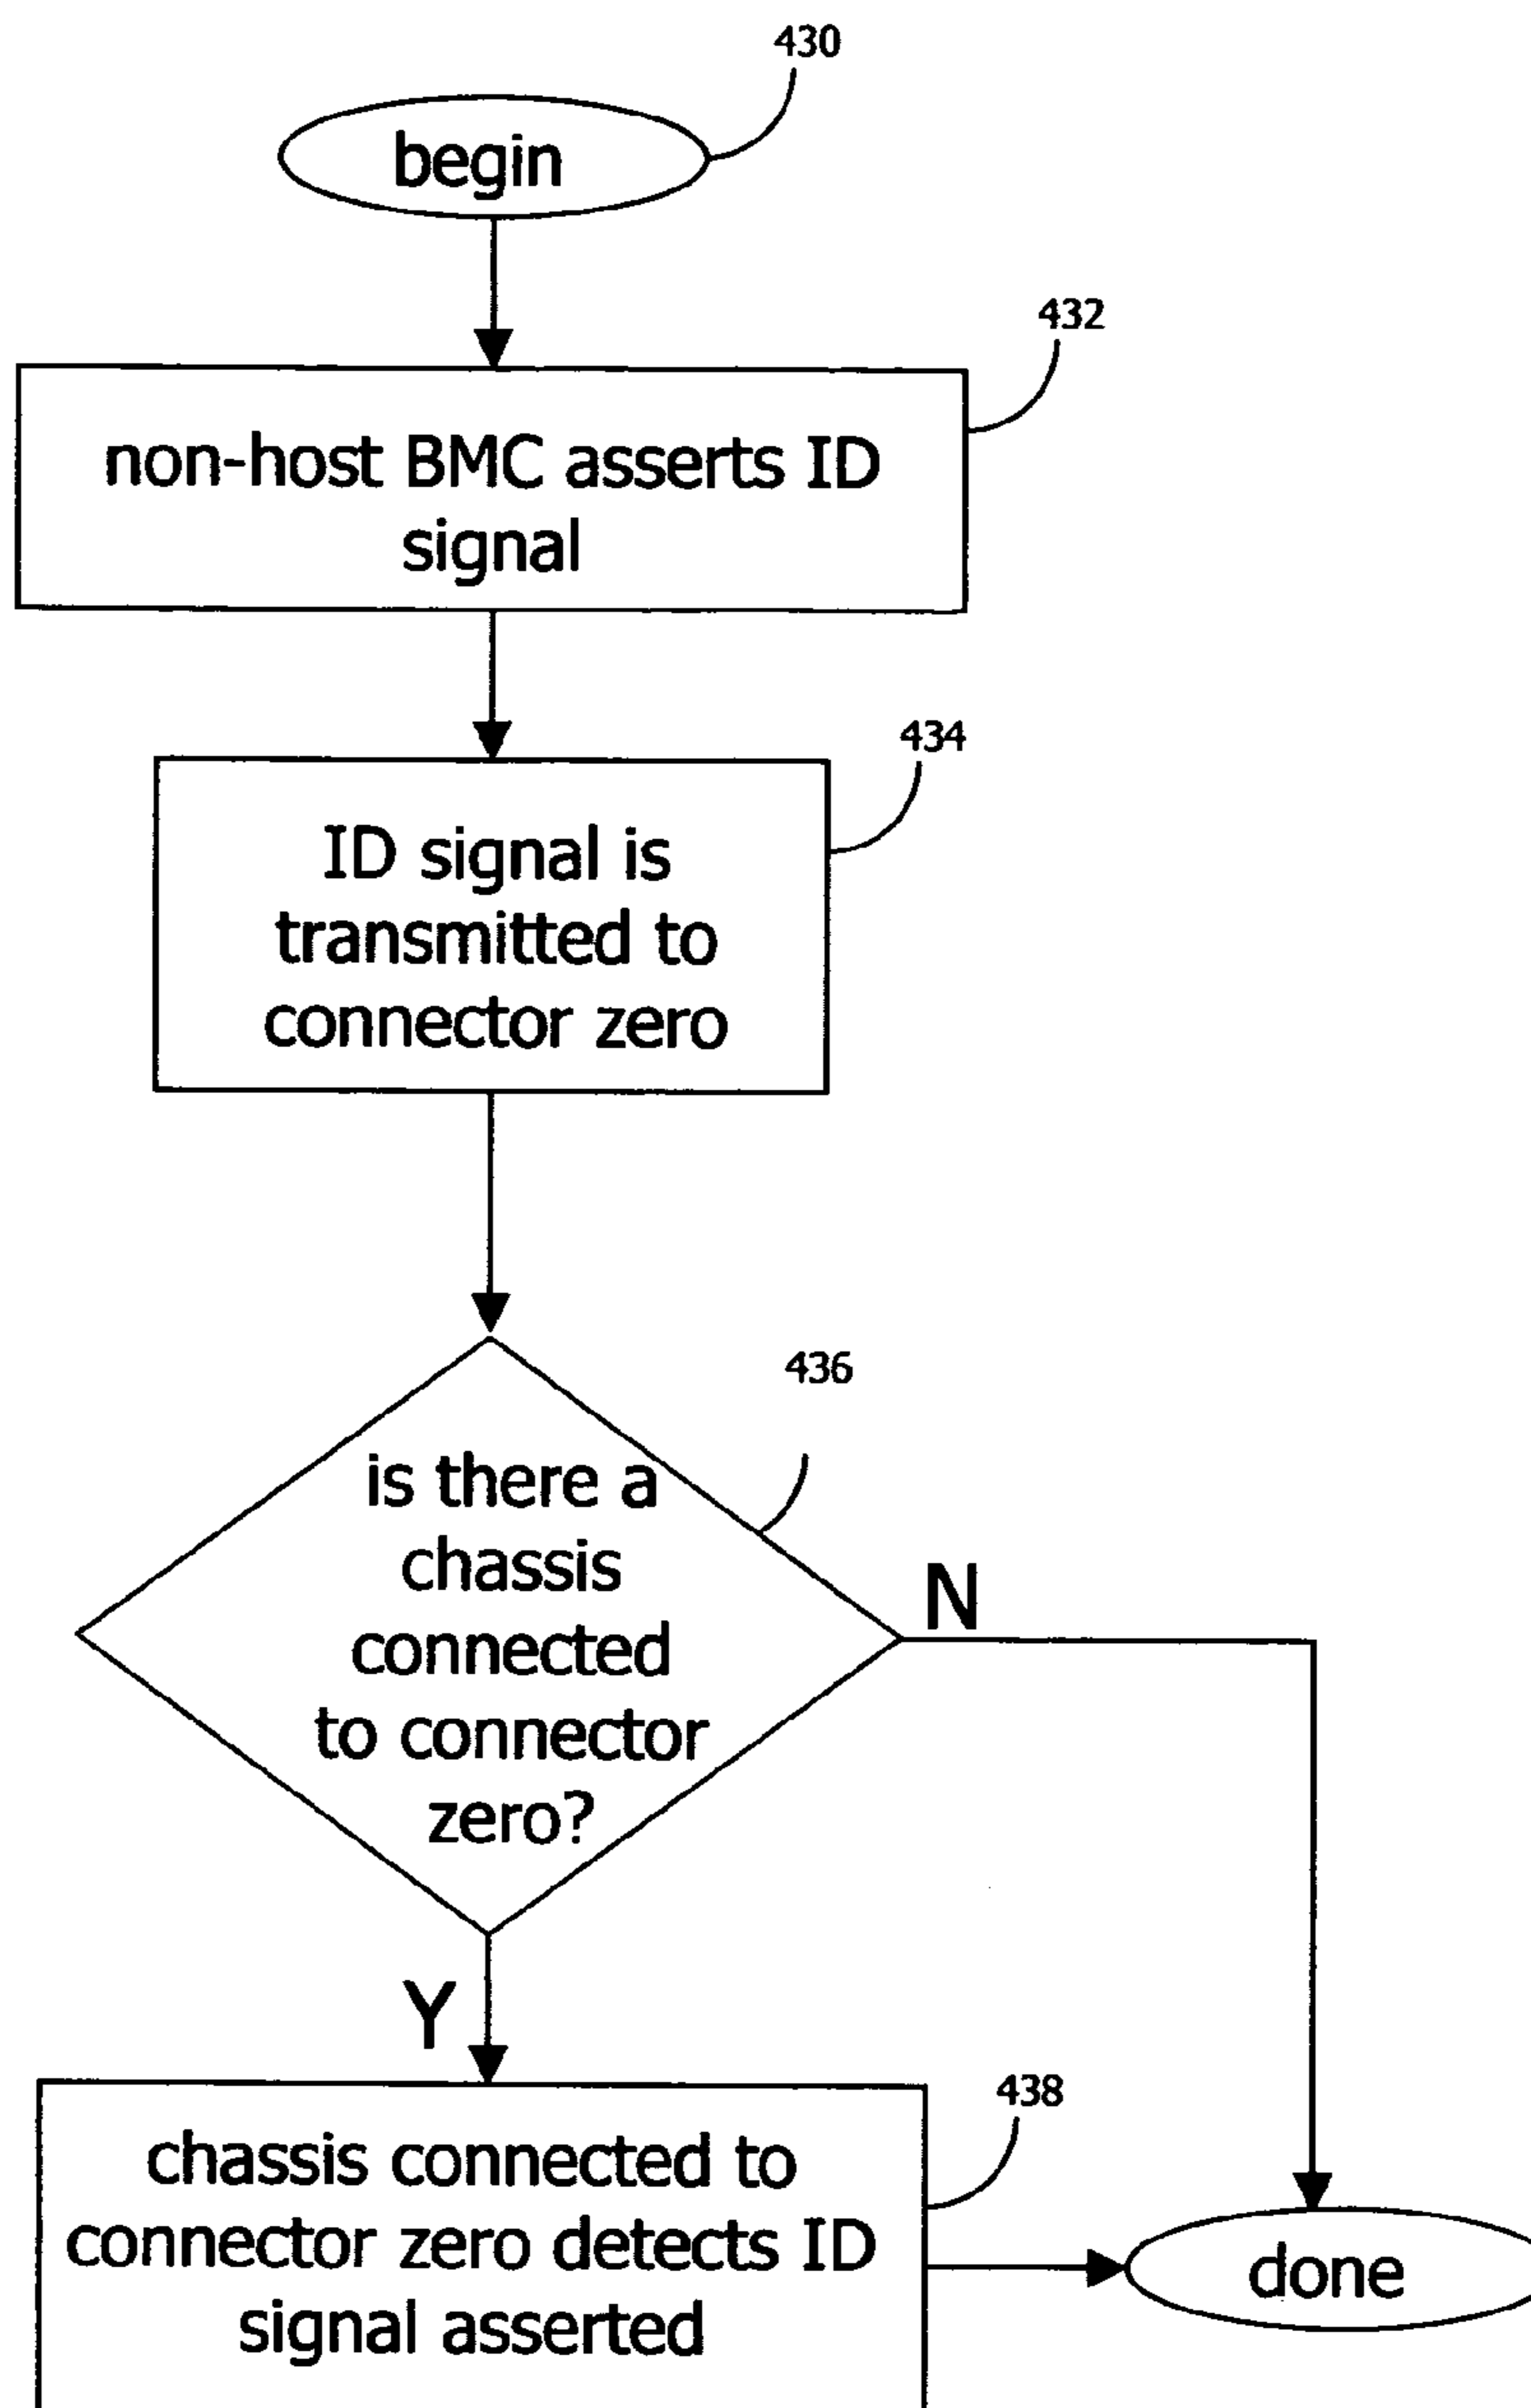 430
begin
432
non-host BMC asserts ID
signal
434
ID signal is
transmitted to
connector zero
436
is there a
chassis
connected
to connector
zero?
N
Y
438
chassis connected to
connector zero detects ID
signal asserted
done